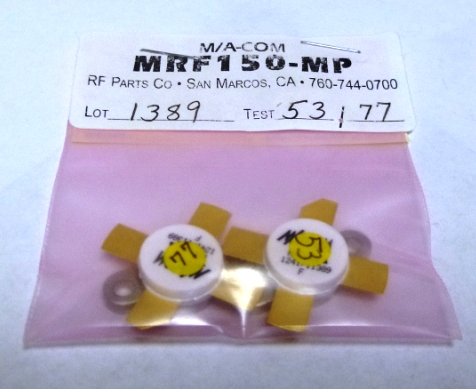 M/A-COM
MRF150-MP
RF PARTS CO • SAN MARCOS, CA • 760-744-0700
LOT 1389 TEST 53 / 77
77
53
F